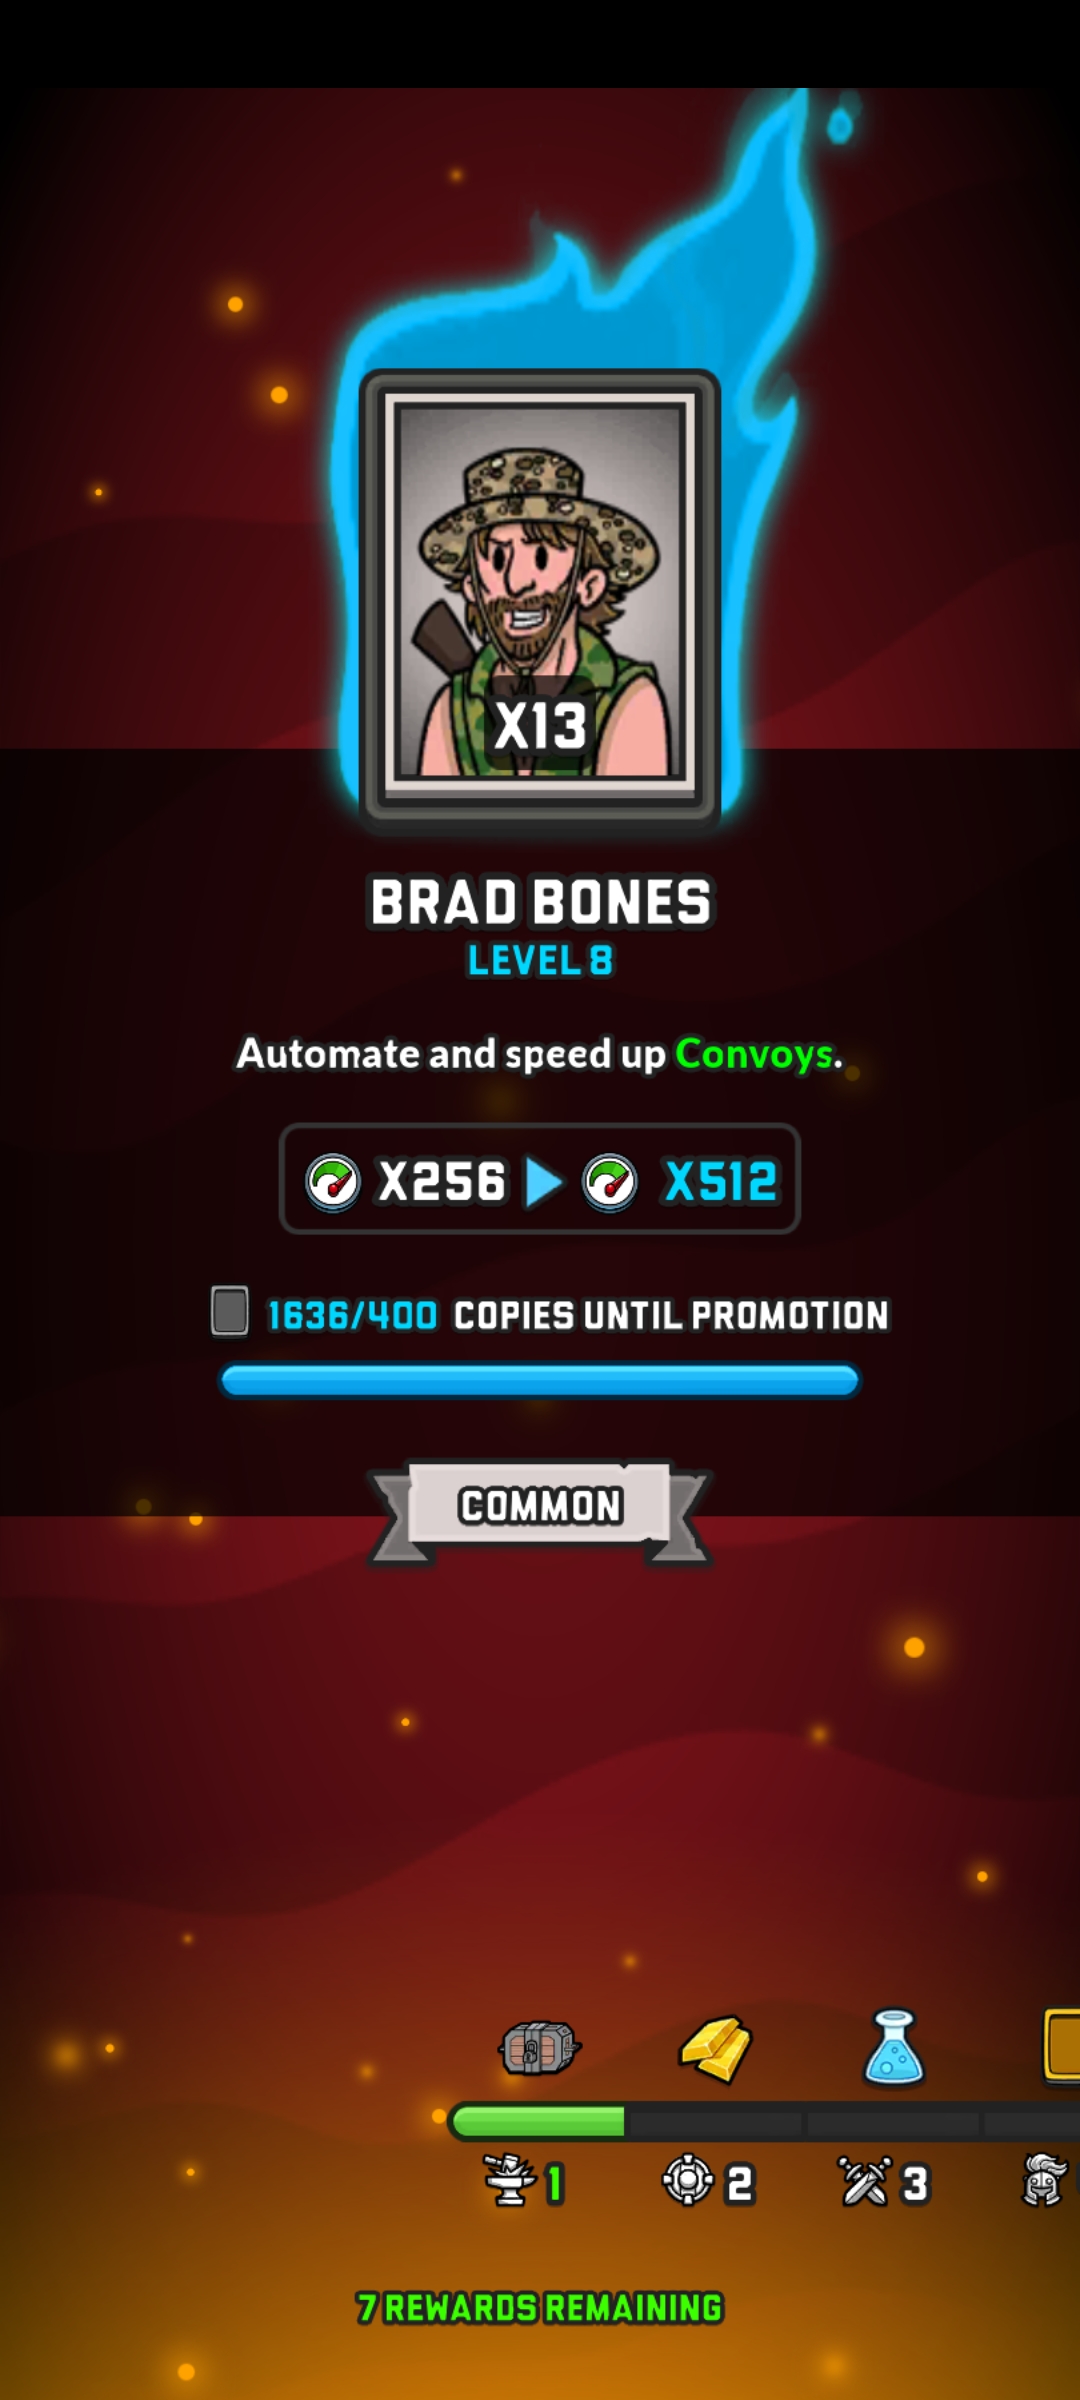 X13
BRAD BONES
LEVEL 8
Automate and speed up Convoys.
X256 X512
1636/400 COPIES UNTIL PROMOTION
COMMON
1 2 3
7 REWARDS REMAINING